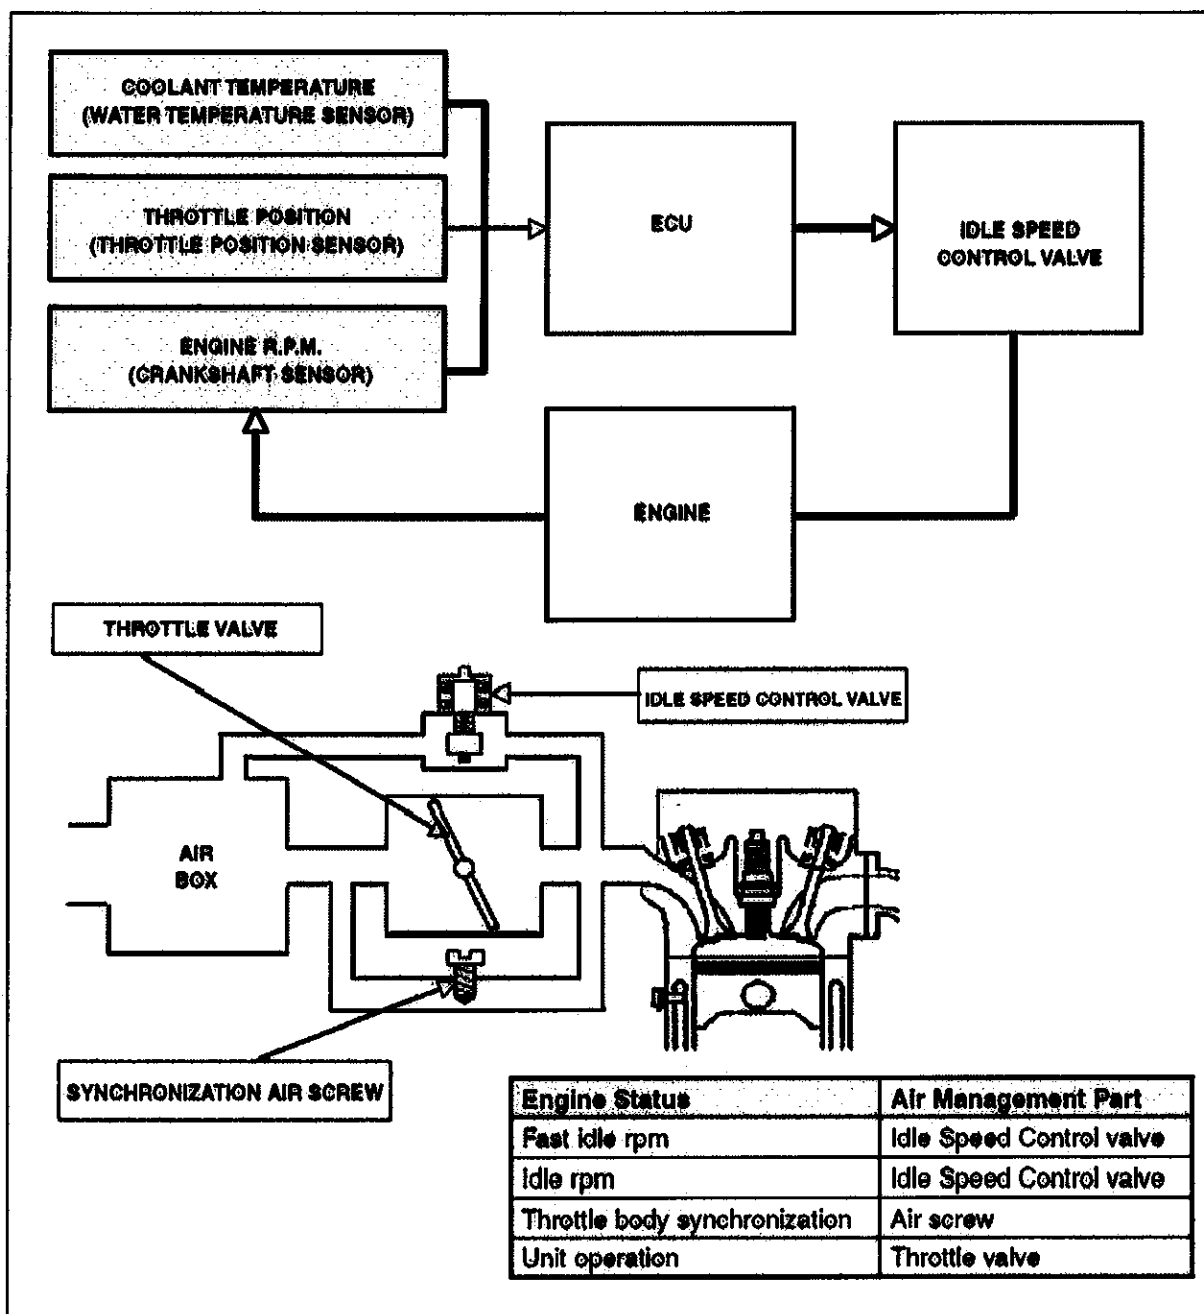 COOLANT TEMPERATURE
(WATER TEMPERATURE SENSOR)
THROTTLE POSITION
(THROTTLE POSITION SENSOR)
ENGINE R.P.M.
(CRANKSHAFT SENSOR)
ECU
IDLE SPEED
CONTROL VALVE
ENGINE
THROTTLE VALVE
IDLE SPEED CONTROL VALVE
AIR
BOX
SYNCHRONIZATION AIR SCREW
Engine Status Air Management Part
Fast idle rpm Idle Speed Control valve
Idle rpm Idle Speed Control valve
Throttle body synchronization Air screw
Unit operation Throttle valve